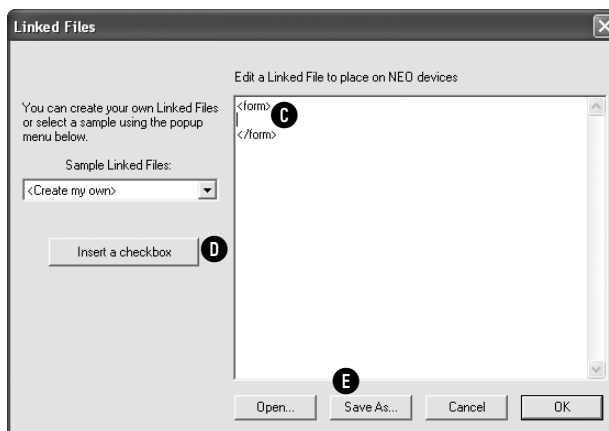 Linked Files
Edit a Linked File to place on NEO devices
You can create your own Linked Files
or select a sample using the popup
menu below.
Sample Linked Files:
<Create my own>
Insert a checkbox
D
<form>
C
</form>
E
Open...
Save As...
Cancel
OK